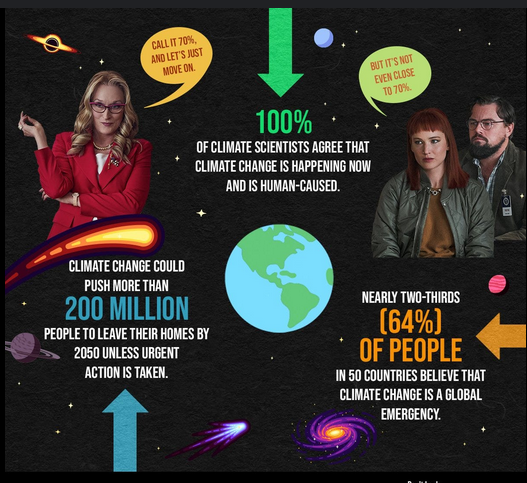 CALL IT 70%,
AND LET'S JUST
MOVE ON.
BUT IT'S NOT
EVEN CLOSE
TO 70%.
100%
OF CLIMATE SCIENTISTS AGREE THAT
CLIMATE CHANGE IS HAPPENING NOW
AND IS HUMAN-CAUSED.
CLIMATE CHANGE COULD
PUSH MORE THAN
200 MILLION
PEOPLE TO LEAVE THEIR HOMES BY
2050 UNLESS URGENT
ACTION IS TAKEN.
NEARLY TWO-THIRDS
(64%)
OF PEOPLE
IN 50 COUNTRIES BELIEVE THAT
CLIMATE CHANGE IS A GLOBAL
EMERGENCY.